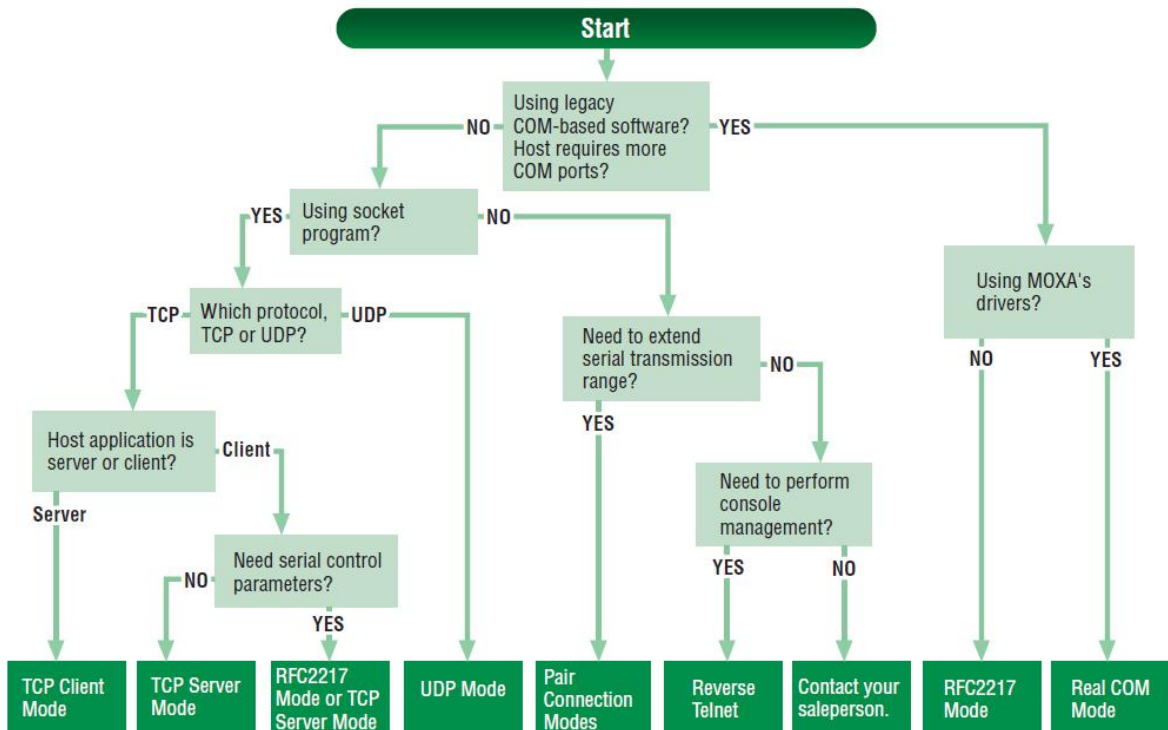 Start
Using legacy
COM-based software?
Host requires more
COM ports?
NO
YES
Using socket
program?
YES
NO
Using MOXA's
drivers?
Which protocol,
TCP or UDP?
TCP
UDP
Need to extend
serial transmission
range?
NO
YES
NO
YES
Host application is
server or client?
Client
Server
Need to perform
console
management?
YES
NO
Need serial control
parameters?
NO
YES
TCP Client
Mode
TCP Server
Mode
RFC2217
Mode or TCP
Server Mode
UDP Mode
Pair
Connection
Modes
Reverse
Telnet
Contact your
saleperson.
RFC2217
Mode
Real COM
Mode